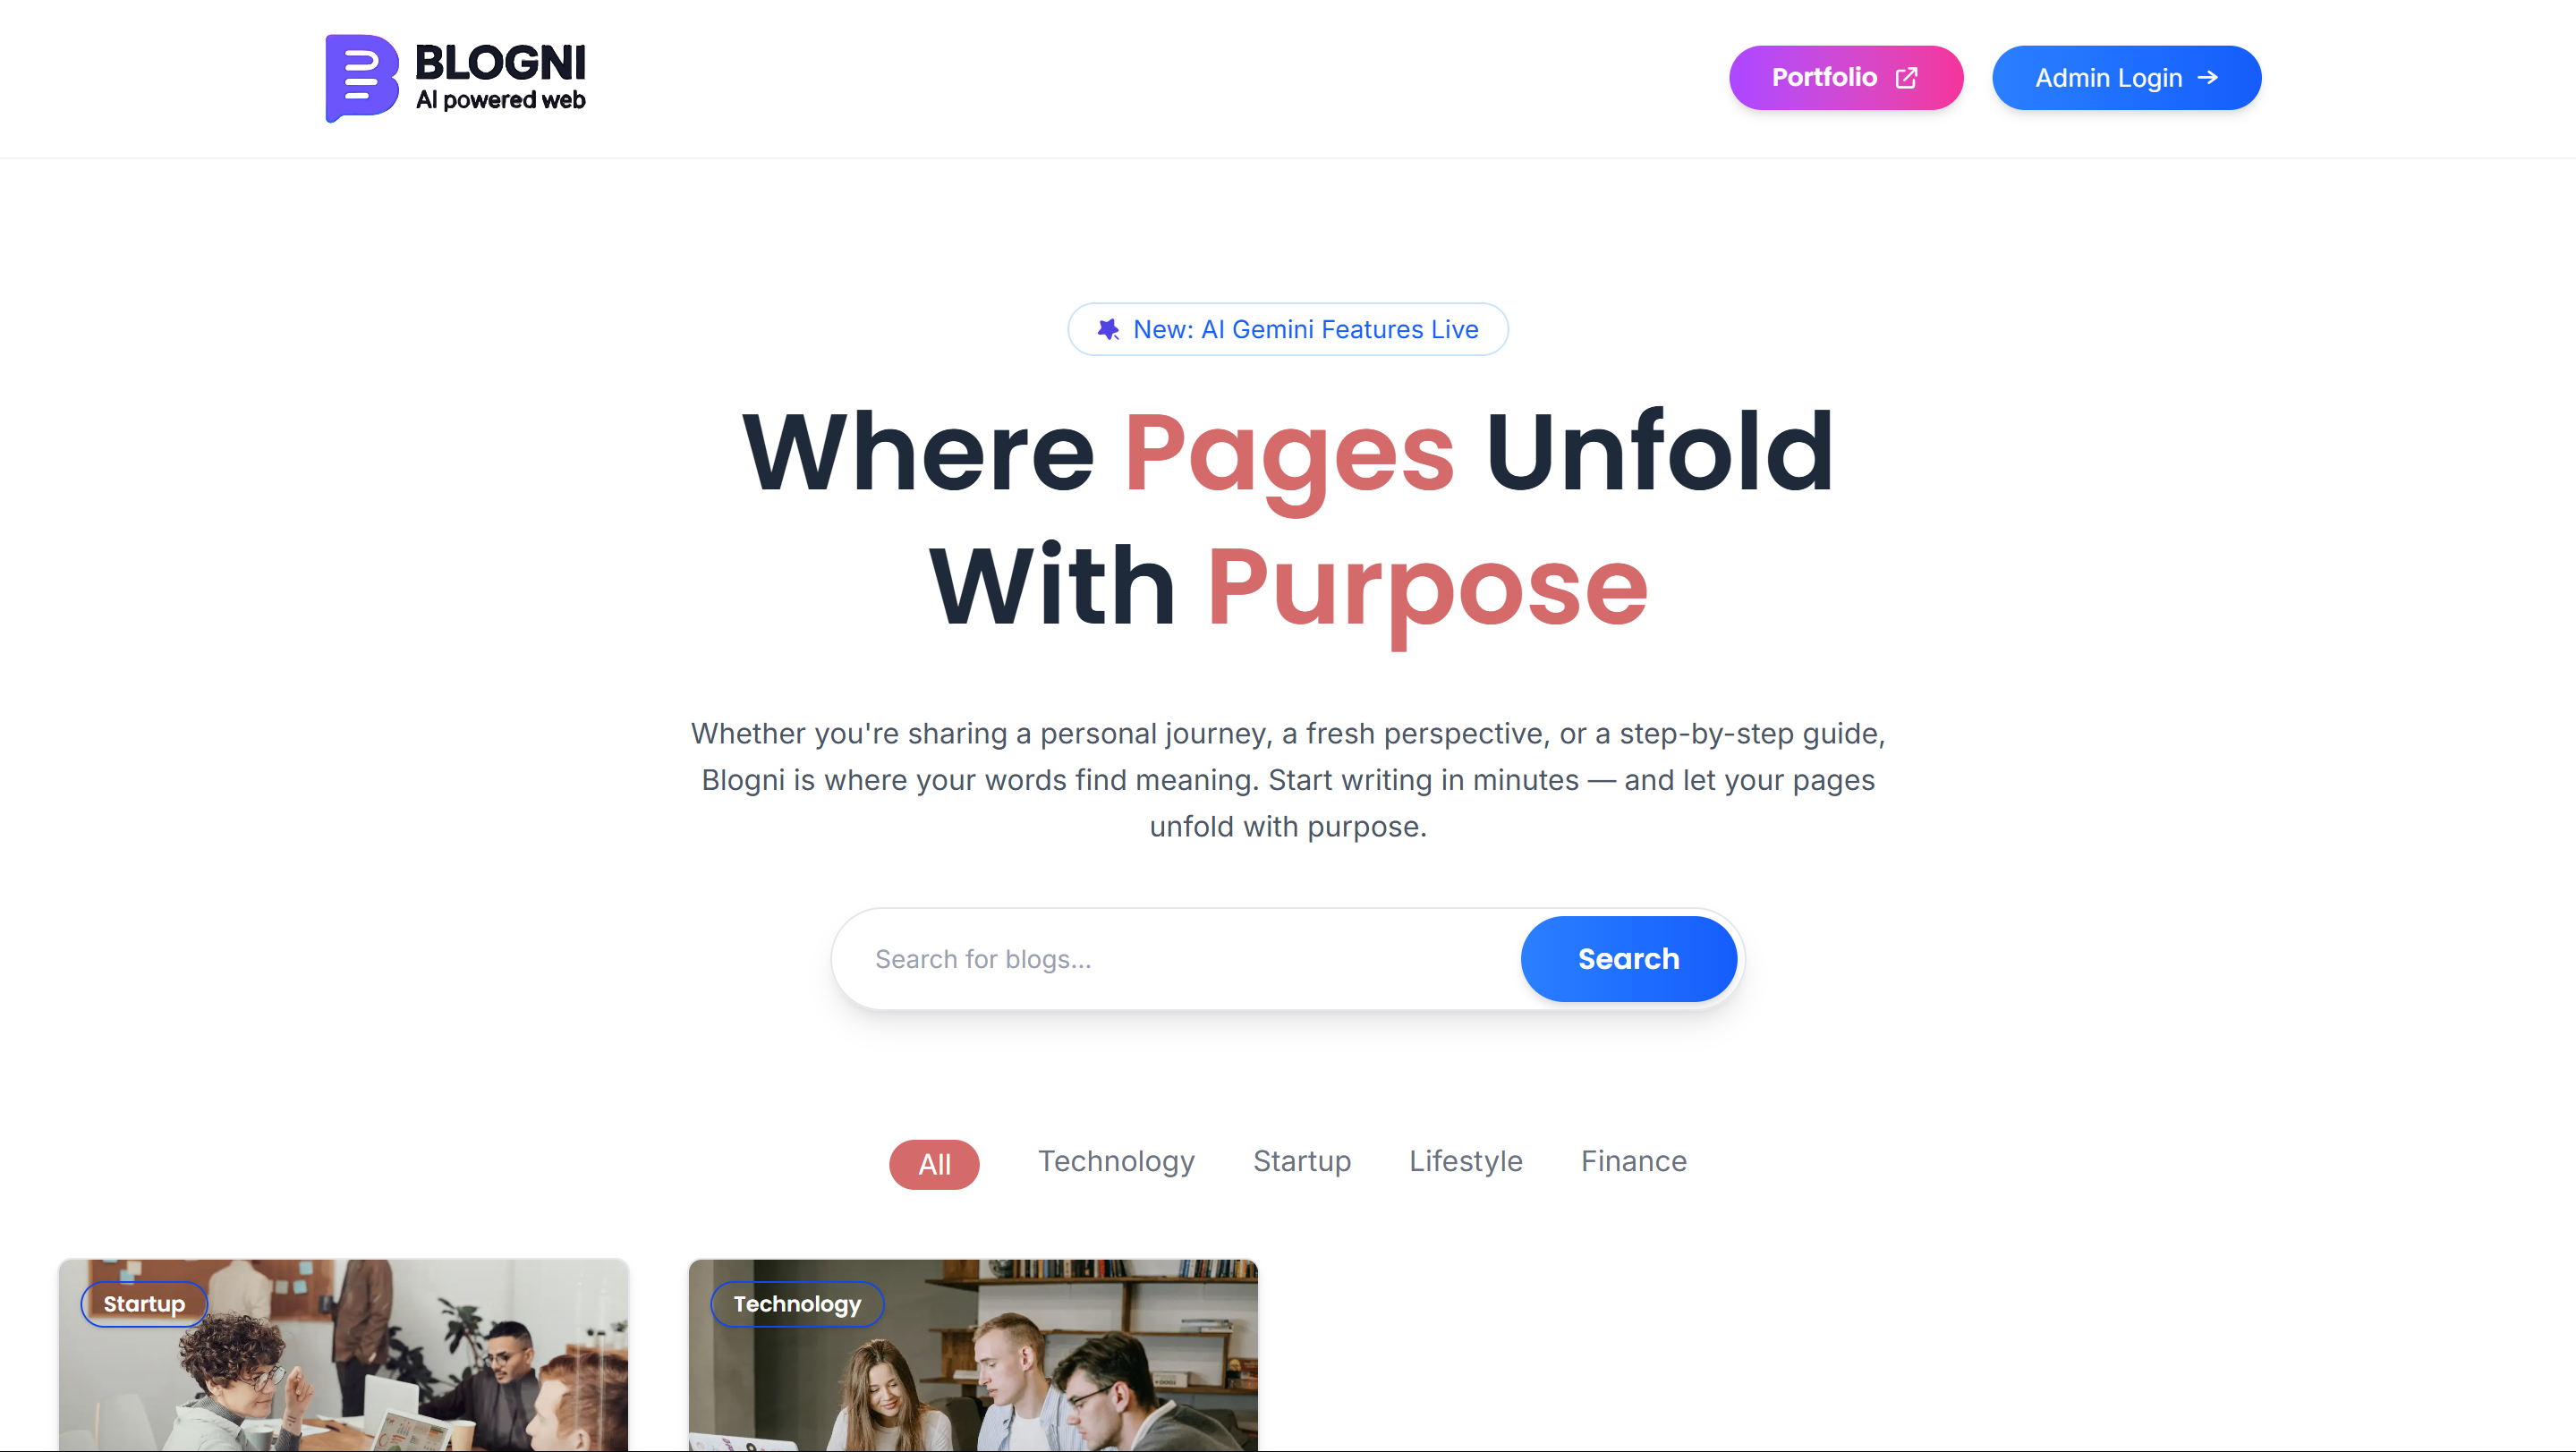 BLOGNI
AI powered web
Portfolio
Admin Login
New: AI Gemini Features Live
Where Pages Unfold
With Purpose
Whether you're sharing a personal journey, a fresh perspective, or a step-by-step guide,
Blogni is where your words find meaning. Start writing in minutes — and let your pages
unfold with purpose.
Search for blogs...
Search
All
Technology
Startup
Lifestyle
Finance
Startup
Technology